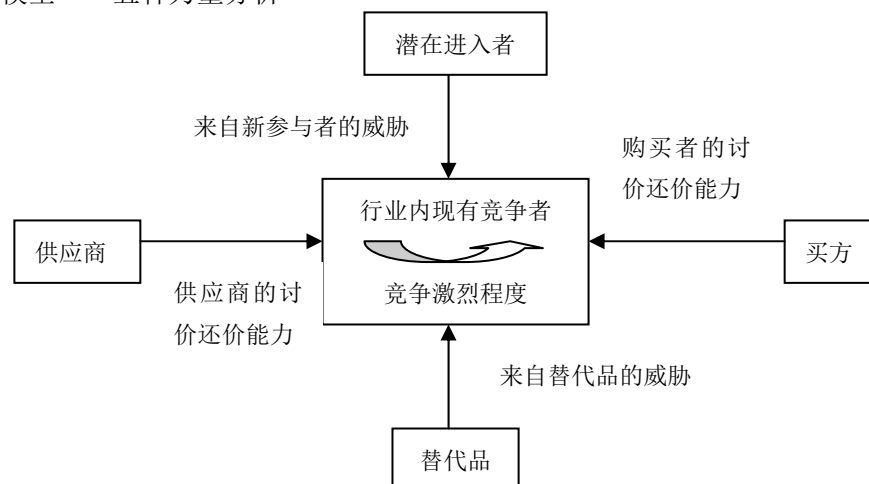 潜在进入者
来自新参与者的威胁
购买者的讨
价还价能力
行业内现有竞争者
供应商
买方
竞争激烈程度
供应商的讨
价还价能力
来自替代品的威胁
替代品